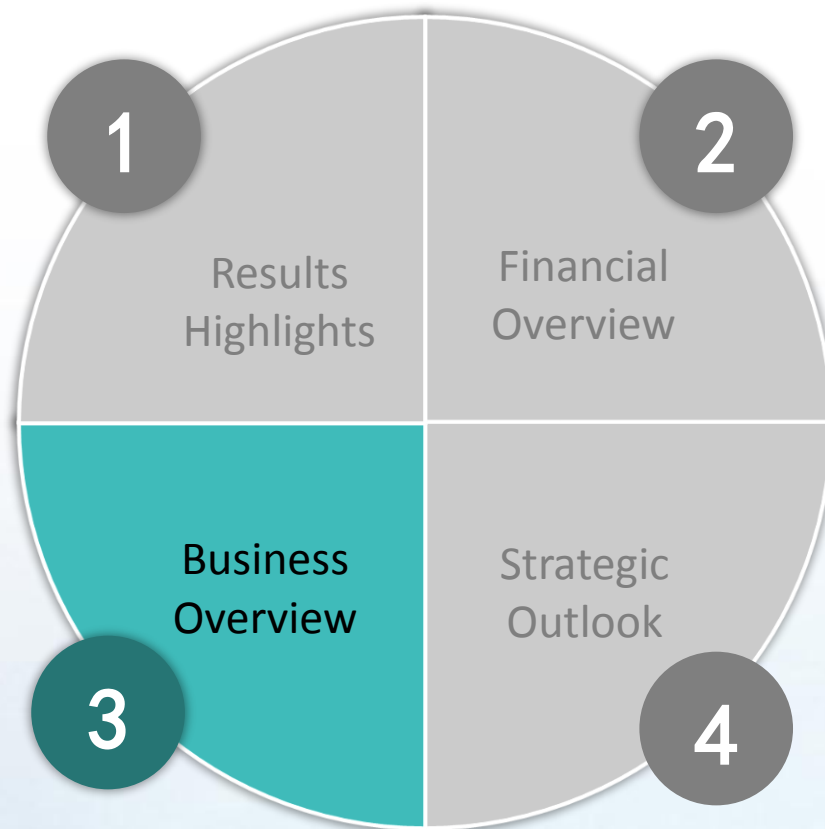 1
Results
Highlights
2
Financial
Overview
3
Business
Overview
4
Strategic
Outlook